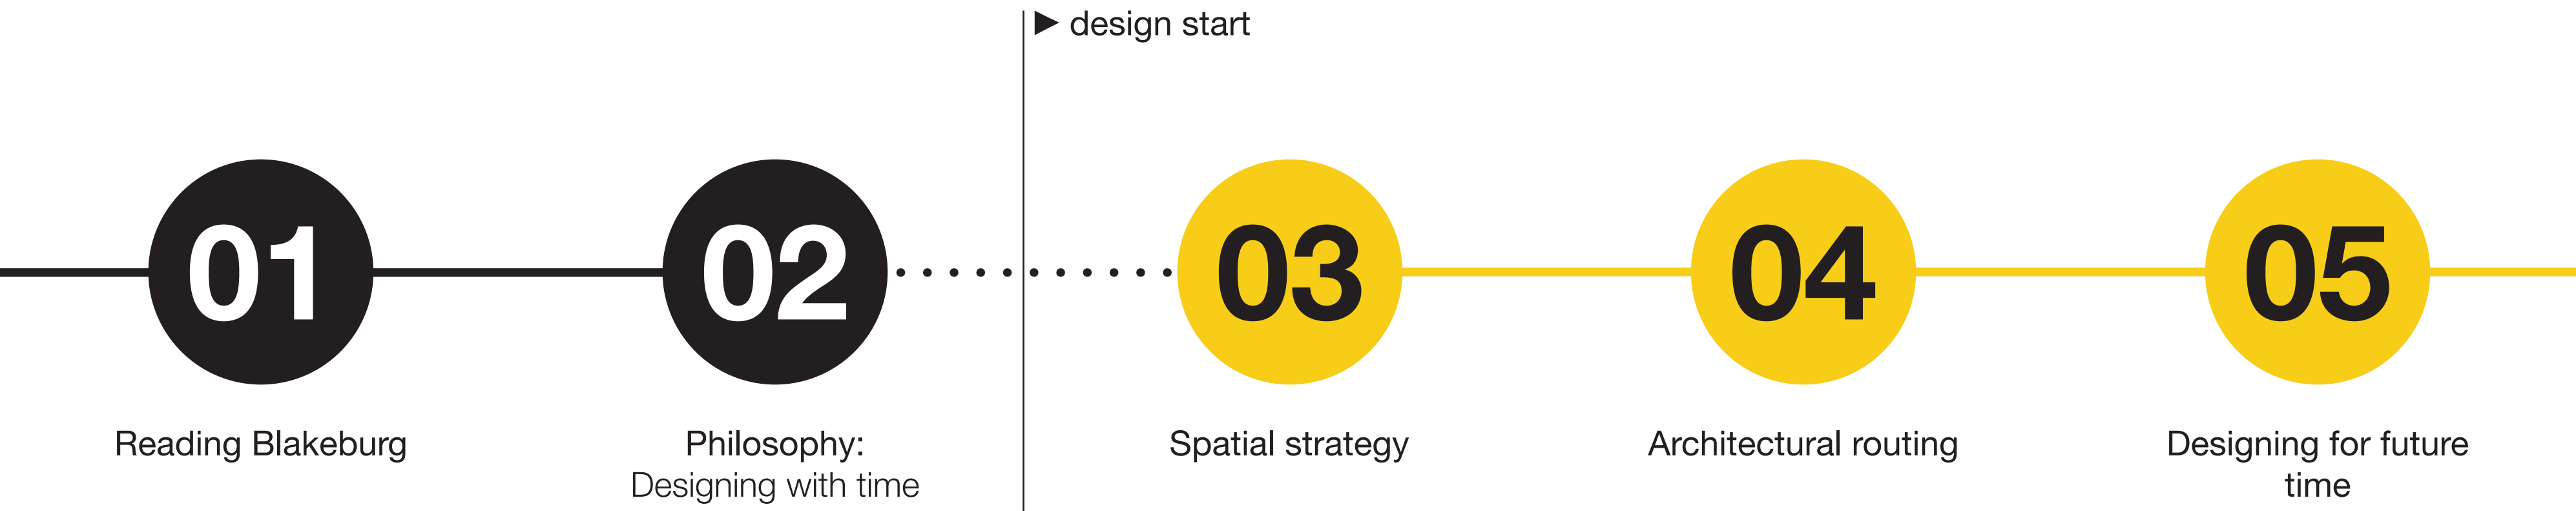 ▶ design start
01
02
03
04
05
Reading Blakeburg
Philosophy:
Designing with time
Spatial strategy
Architectural routing
Designing for future
time